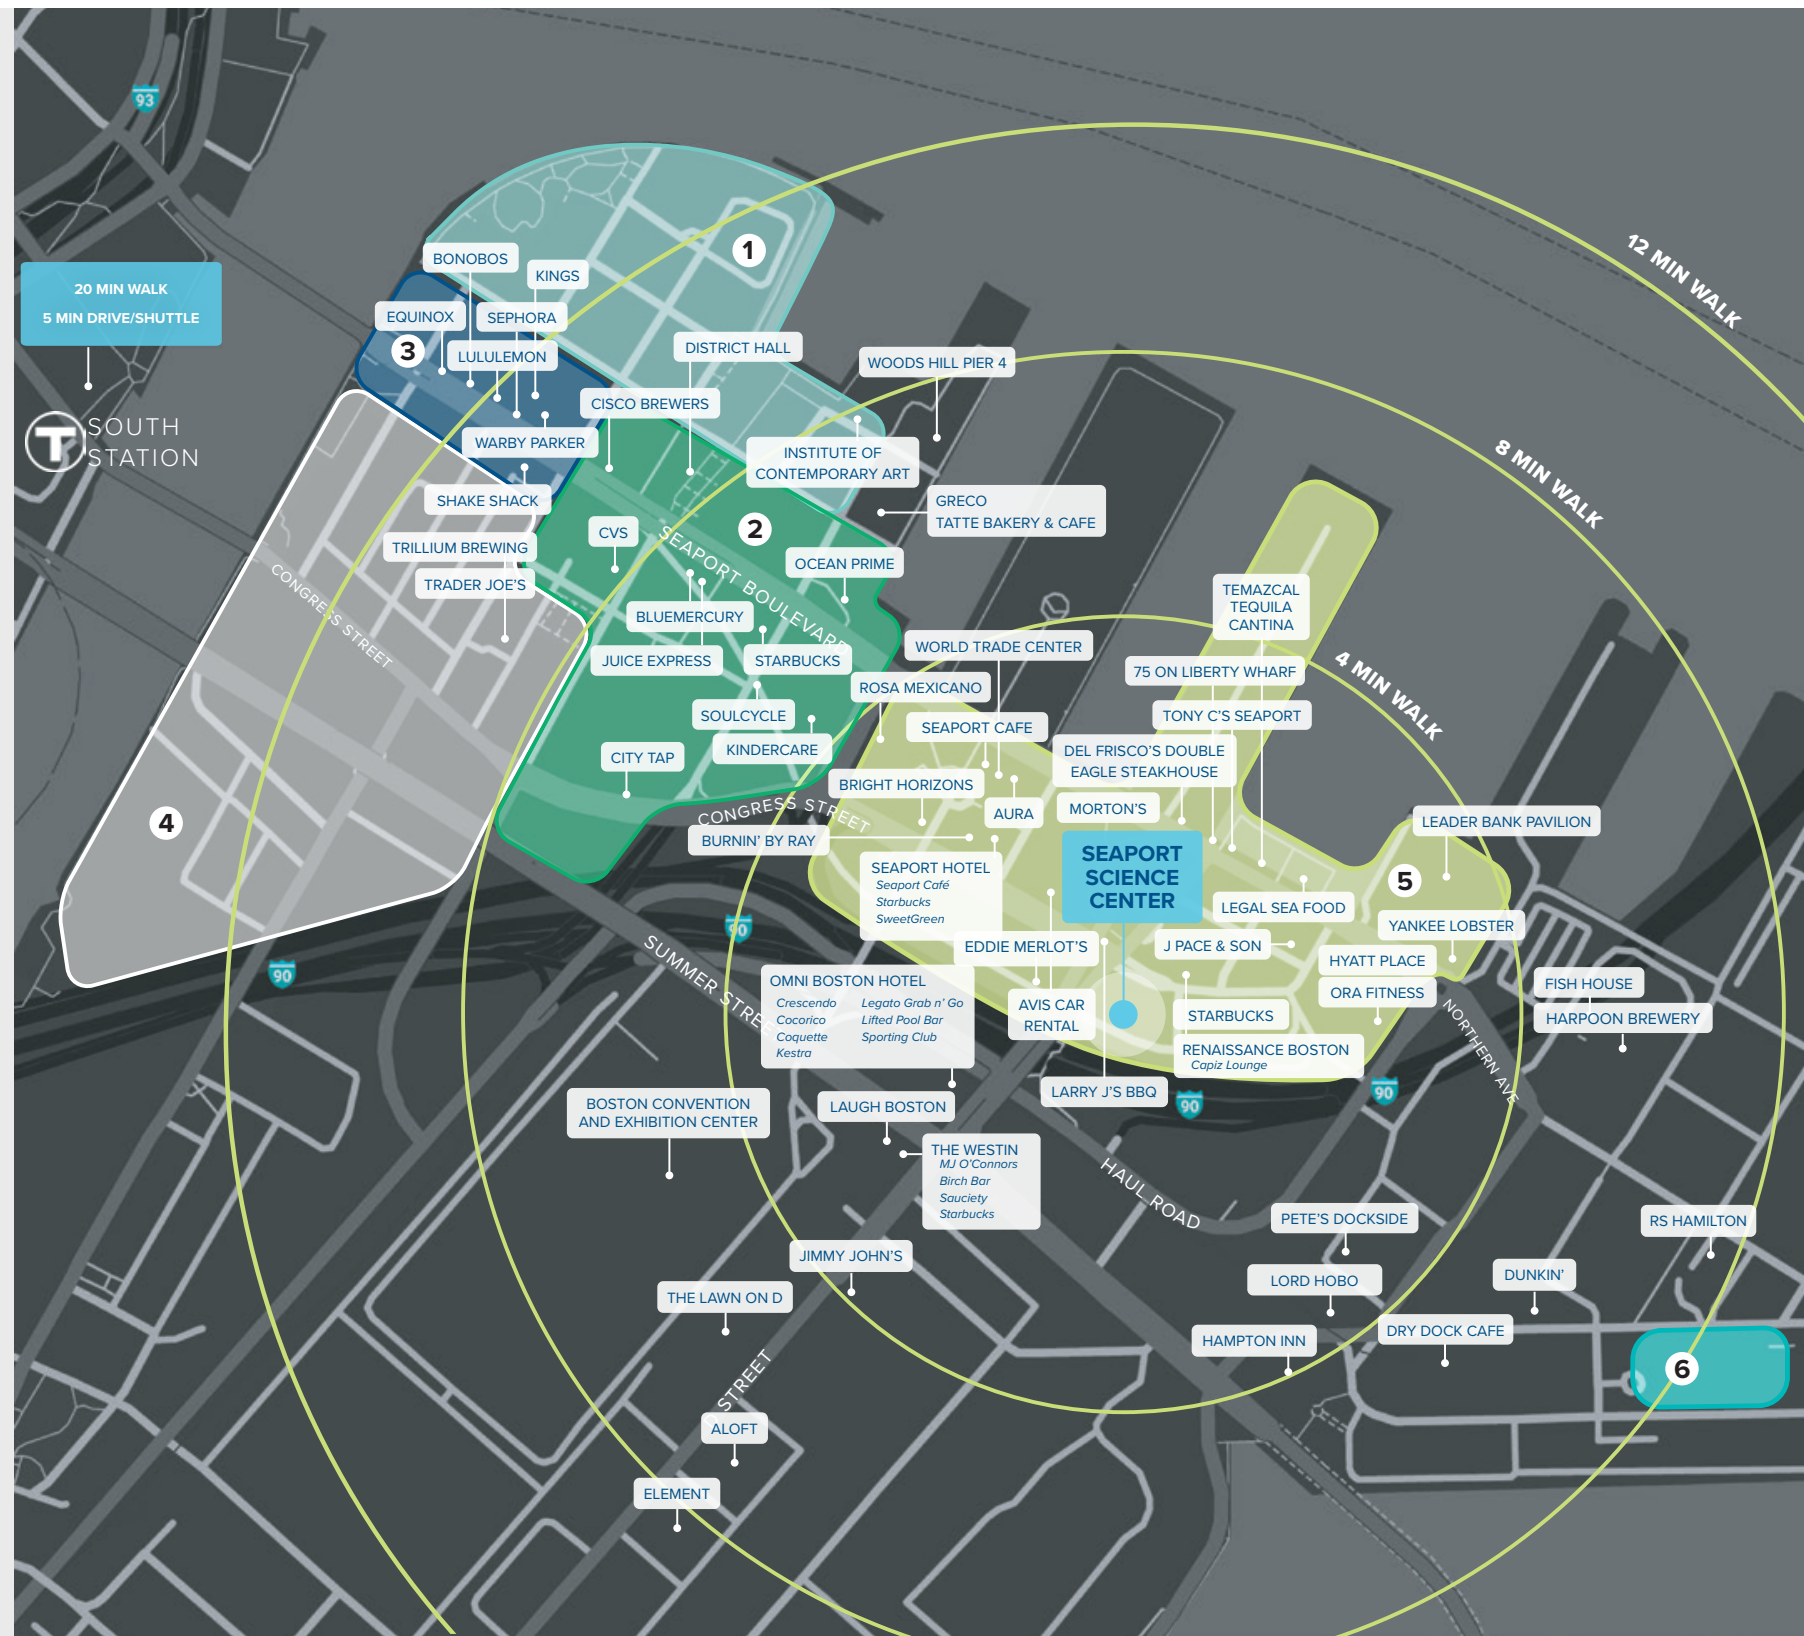 93
12 MIN WALK
1
BONOBOS
KINGS
20 MIN WALK
5 MIN DRIVE/SHUTTLE
EQUINOX
SEPHORA
3
LULULEMON
DISTRICT HALL
WOODS HILL PIER 4
CISCO BREWERS
T SOUTH
STATION
WARBY PARKER
8 MIN WALK
INSTITUTE OF
CONTEMPORARY ART
SHAKE SHACK
GRECO
TATTE BAKERY & CAFE
2
CVS
SEAPORT BOULEVARD
TRILLIUM BREWING
OCEAN PRIME
TRADER JOE'S
CONGRESS STREET
TEMAZCAL
TEQUILA
CANTINA
BLUEMERCURY
WORLD TRADE CENTER
JUICE EXPRESS
STARBUCKS
75 ON LIBERTY WHARF
4 MIN WALK
ROSA MEXICANO
SOULCYCLE
SEAPORT CAFE
TONY C'S SEAPORT
KINDERCARE
CITY TAP
DEL FRISCO'S DOUBLE
EAGLE STEAKHOUSE
BRIGHT HORIZONS
CONGRESS STREET
AURA
MORTON'S
4
LEADER BANK PAVILION
BURNIN' BY RAY
SEAPORT
SCIENCE
CENTER
SEAPORT HOTEL
Seaport Café
Starbucks
SweetGreen
5
LEGAL SEA FOOD
YANKEE LOBSTER
90
90
EDDIE MERLOT'S
J PACE & SON
HYATT PLACE
SUMMER STREET
OMNI BOSTON HOTEL
Crescendo
Cocorico
Coquette
Kestra
Legato Grab n' Go
Lifted Pool Bar
Sporting Club
AVIS CAR
RENTAL
STARBUCKS
ORA FITNESS
FISH HOUSE
HARPOON BREWERY
NORTHERN AVE
RENAISSANCE BOSTON
Capiz Lounge
LARRY J'S BBQ
90
90
BOSTON CONVENTION
AND EXHIBITION CENTER
LAUGH BOSTON
THE WESTIN
MJ O'Connors
Birch Bar
Sauciety
Starbucks
HAUL ROAD
PETE'S DOCKSIDE
RS HAMILTON
JIMMY JOHN'S
LORD HOBO
DUNKIN'
THE LAWN ON D
HAMPTON INN
DRY DOCK CAFE
6
STREET
ALOFT
ELEMENT